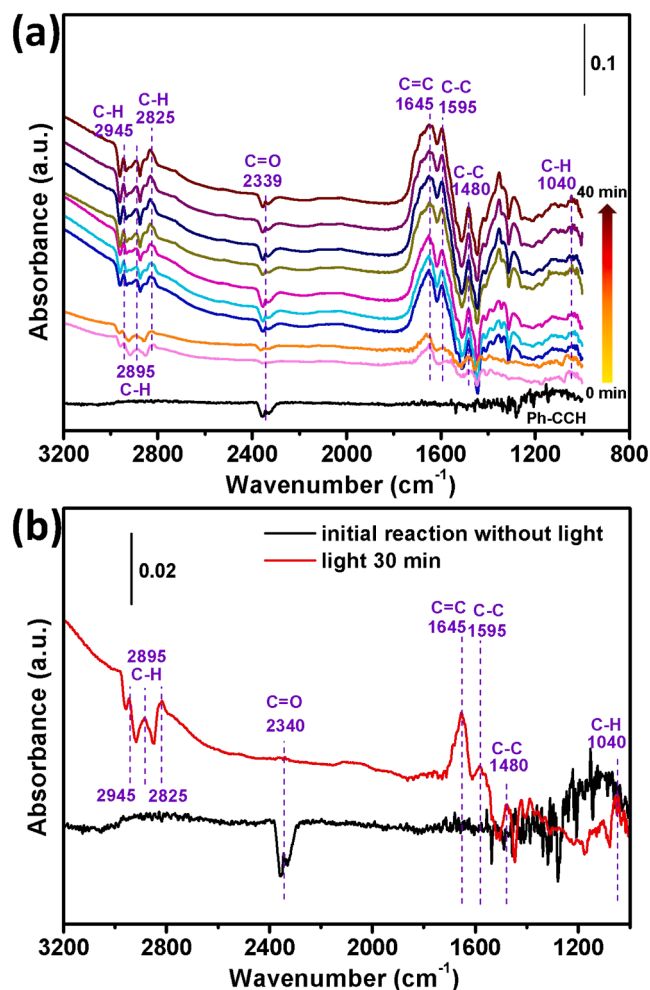 (a)
0.1
C=C
1645
C-C
1595
C-H
2945
C-H
2825
C=O
2339
C-C
1480
C-H
1040
40 min
2895
C-H
0 min
Ph-CCH
Absorbance (a.u.)
3200 2800 2400 2000 1600 1200 800
Wavenumber (cm⁻¹)
(b)
initial reaction without light
light 30 min
0.02
C=C
1645
C-C
1595
2895
C-H
C=O
2340
C-C
1480
C-H
1040
2945
2825
Absorbance (a.u.)
3200 2800 2400 2000 1600 1200
Wavenumber (cm⁻¹)